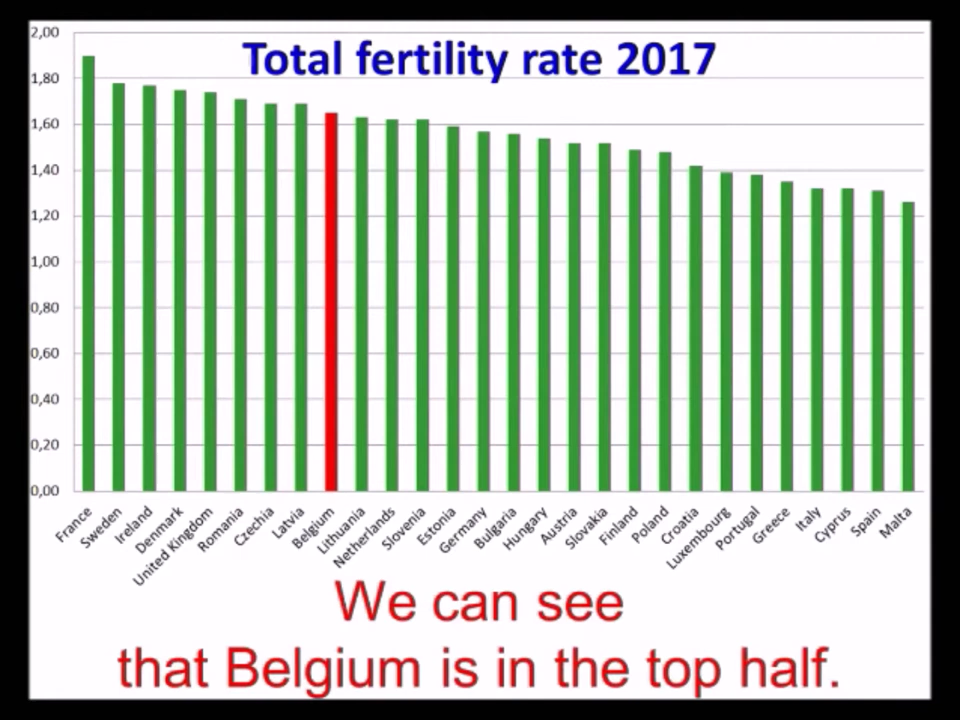 Total fertility rate 2017
2,00
1,80
1,60
1,40
1,20
1,00
0,80
0,60
0,40
0,20
0,00
France
Sweden
Ireland
Denmark
United Kingdom
Romania
Czechia
Latvia
Belgium
Lithuania
Netherlands
Slovenia
Estonia
Germany
Bulgaria
Hungary
Austria
Slovakia
Finland
Poland
Croatia
Luxembourg
Portugal
Greece
Italy
Cyprus
Spain
Malta
We can see
that Belgium is in the top half.